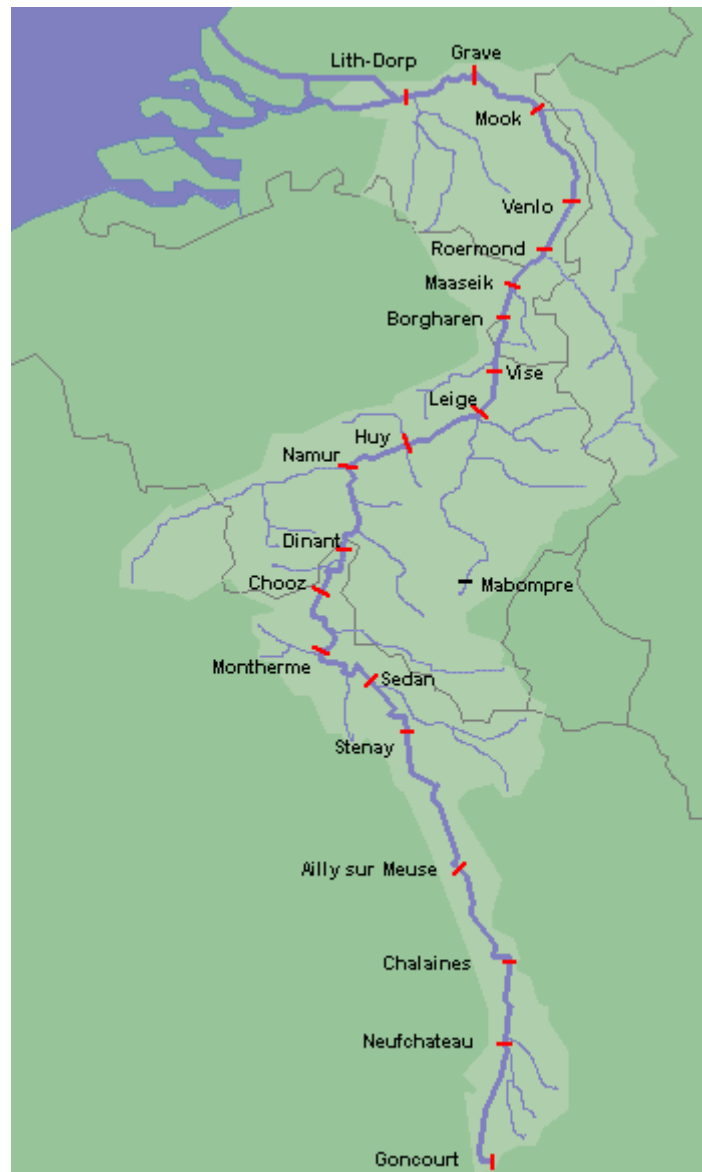 Grave
Lith-Dorp
Mook
Venlo
Roermond
Maaseik
Borgharen
Vise
Leige
Huy
Namur
Dinant
Chooz
Mabompre
Montherme
Sedan
Stenay
Ailly sur Meuse
Chalaines
Neufchateau
Goncourt